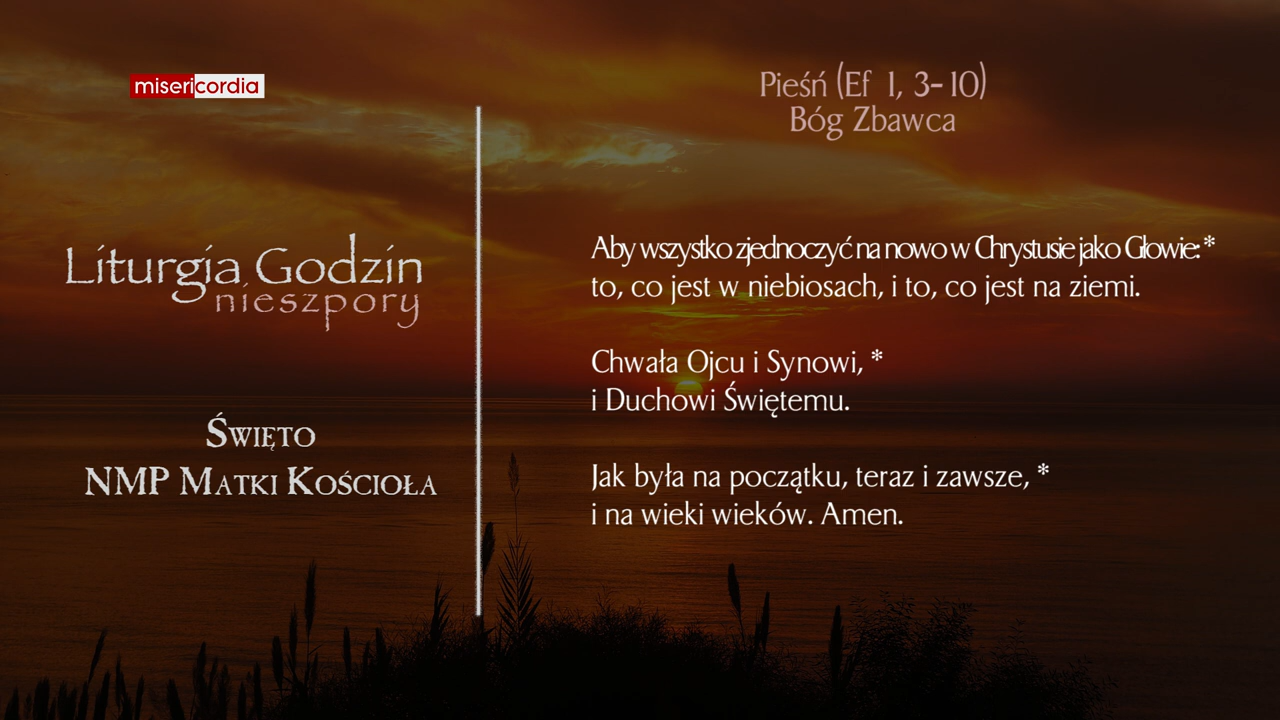 misericordia
Liturgia Godzin
nieszpory
Święto
NMP Matki Kościoła
Pieśń (Ef 1, 3-10)
Bóg Zbawca
Aby wszystko zjednoczyć na nowo w Chrystusie jako Głowie: *
to, co jest w niebiosach, i to, co jest na ziemi.
Chwała Ojcu i Synowi, *
i Duchowi Świętemu.
Jak była na początku, teraz i zawsze, *
i na wieki wieków. Amen.